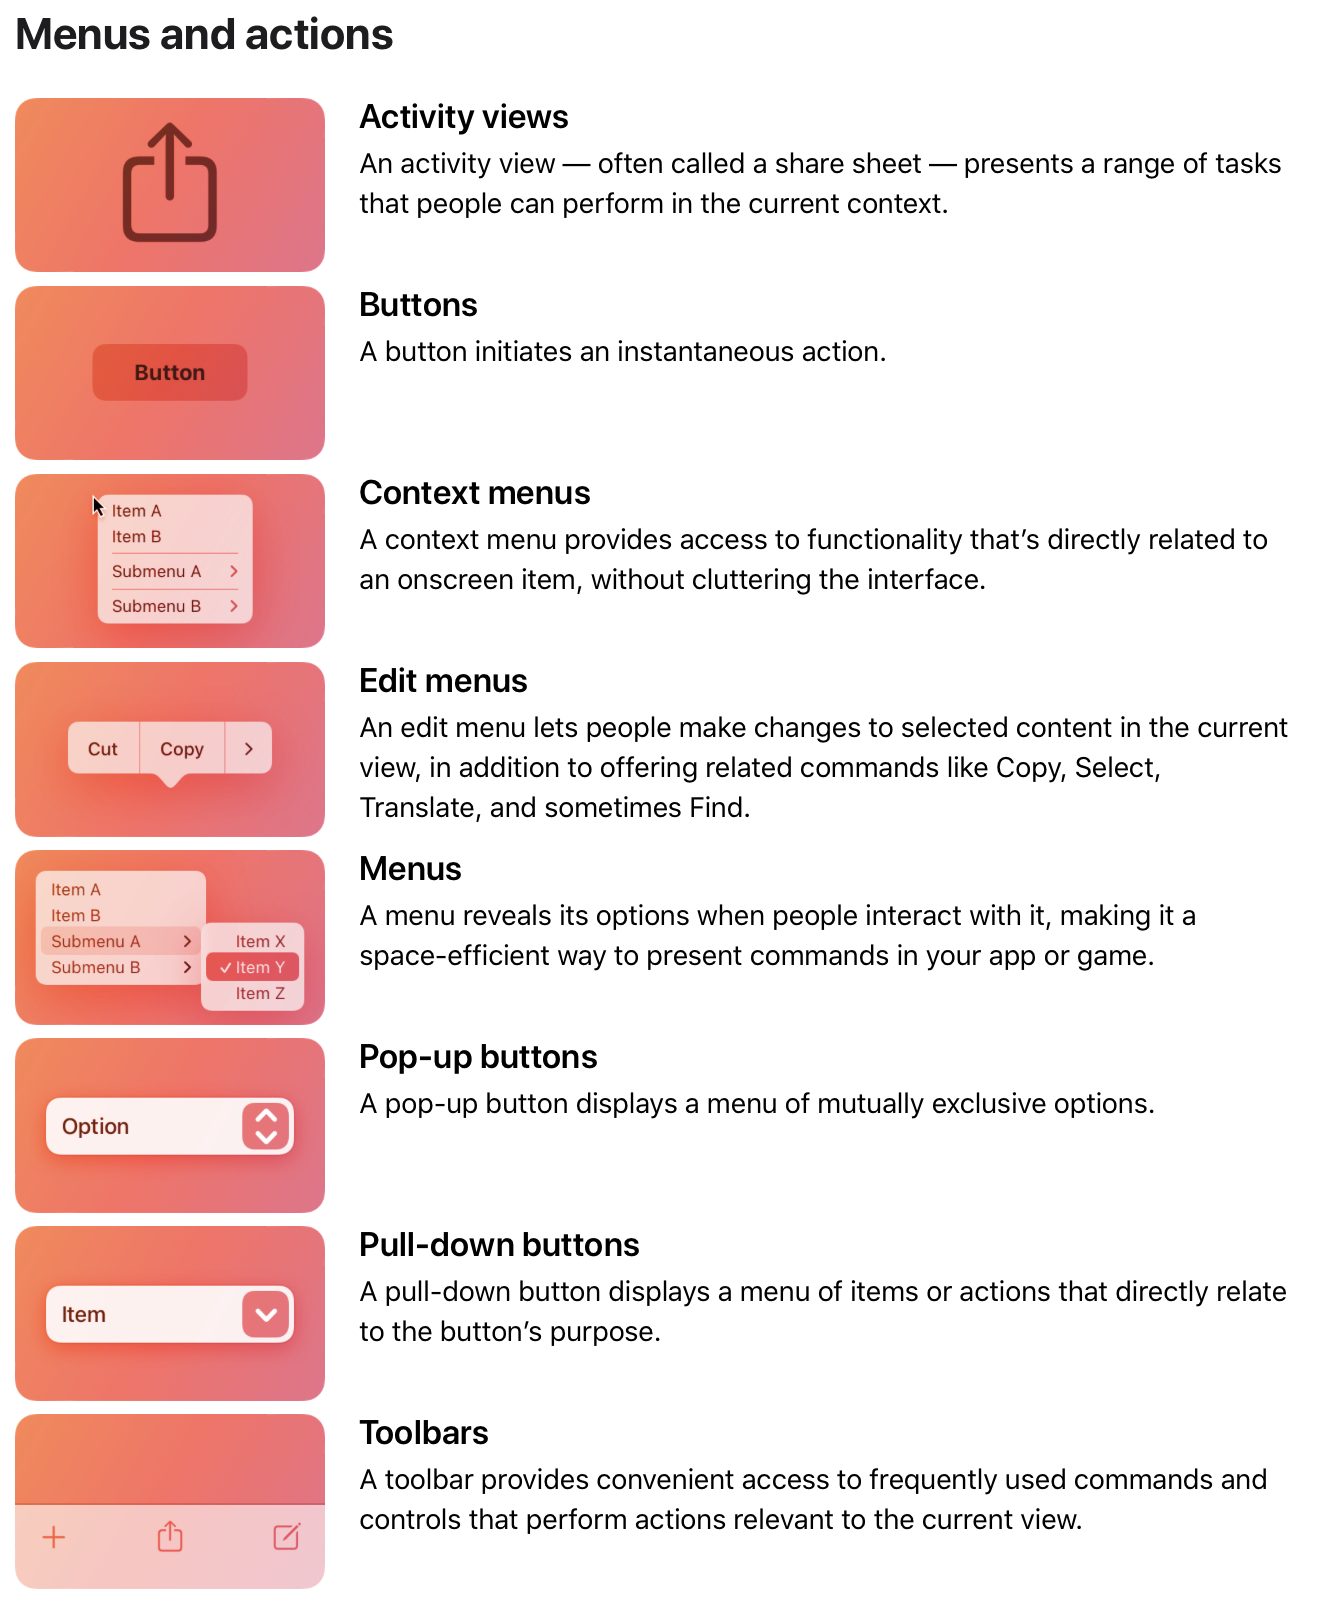 Menus and actions
Activity views
An activity view — often called a share sheet — presents a range of tasks
that people can perform in the current context.
Button
Buttons
A button initiates an instantaneous action.
Item A
Item B
Submenu A
Submenu B
Context menus
A context menu provides access to functionality that’s directly related to
an onscreen item, without cluttering the interface.
Cut Copy
Edit menus
An edit menu lets people make changes to selected content in the current
view, in addition to offering related commands like Copy, Select,
Translate, and sometimes Find.
Item A
Item B
Submenu A
Submenu B
Item X
Item Y
Item Z
Menus
A menu reveals its options when people interact with it, making it a
space-efficient way to present commands in your app or game.
Option
Pop-up buttons
A pop-up button displays a menu of mutually exclusive options.
Item
Pull-down buttons
A pull-down button displays a menu of items or actions that directly relate
to the button’s purpose.
Toolbars
A toolbar provides convenient access to frequently used commands and
controls that perform actions relevant to the current view.